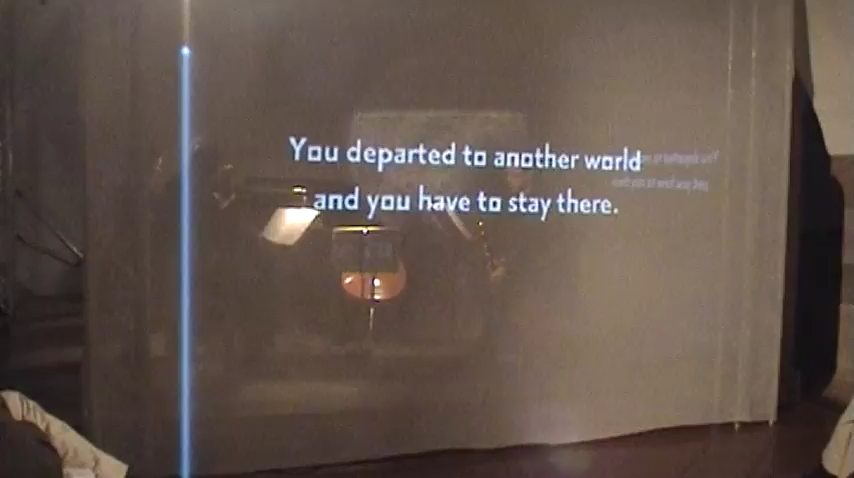 You departed to another world
and you have to stay there.